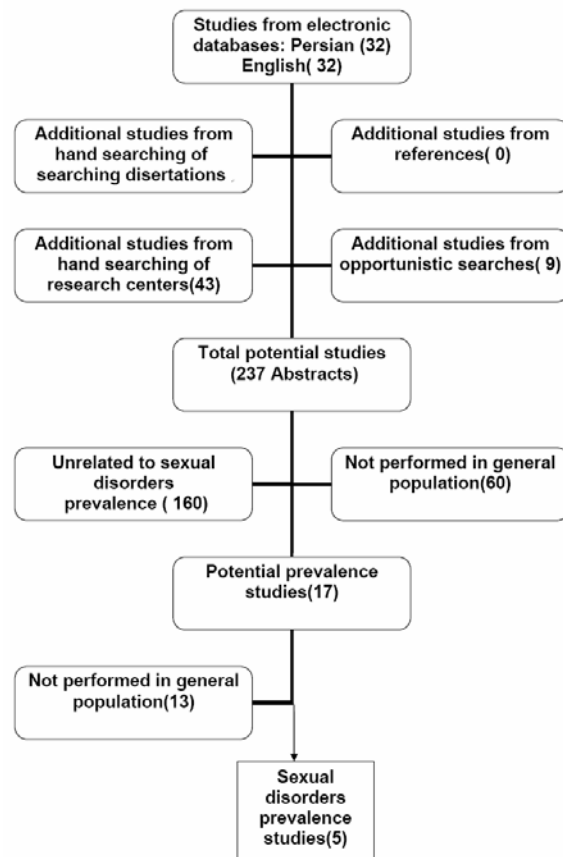 Studies from electronic
databases: Persian (32)
English( 32)
Additional studies from
hand searching of
searching disertations
Additional studies from
references( 0)
Additional studies from
hand searching of
research centers(43)
Additional studies from
opportunistic searches( 9)
Total potential studies
(237 Abstracts)
Unrelated to sexual
disorders
prevalence ( 160)
Not performed in general
population(60)
Potential prevalence
studies(17)
Not performed in general
population(13)
Sexual
disorders
prevalence
studies(5)